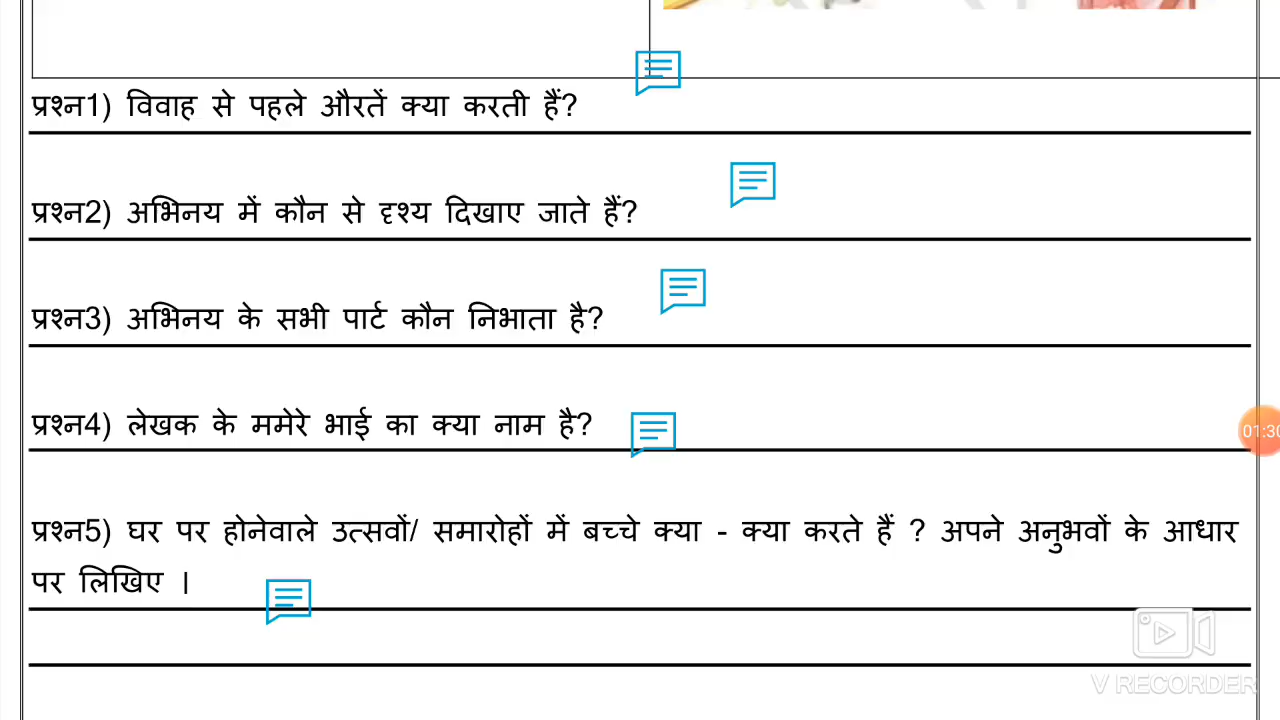 प्रश्न1) विवाह से पहले औरतें क्या करती हैं?
प्रश्न2) अभिनय में कौन से दृश्य दिखाए जाते हैं?
प्रश्न3) अभिनय के सभी पार्ट कौन निभाता है?
प्रश्न4) लेखक के ममेरे भाई का क्या नाम है?
प्रश्न5) घर पर होनेवाले उत्सवों/ समारोहों में बच्चे क्या - क्या करते हैं ? अपने अनुभवों के आधार
पर लिखिए ।
01:30
V RECORDER